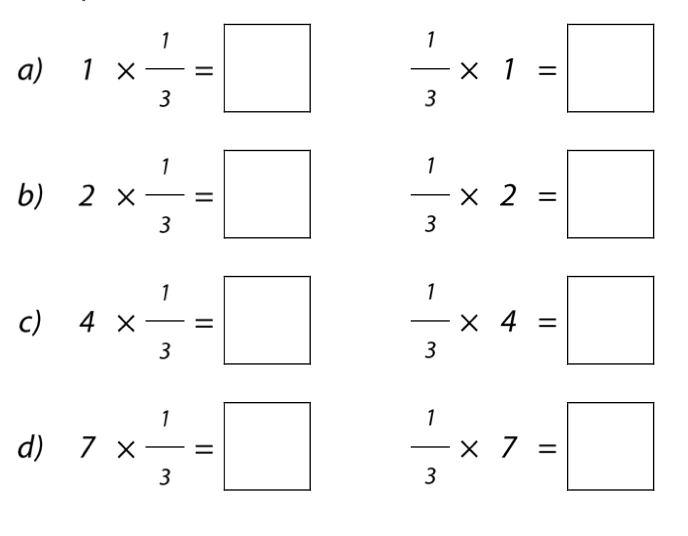 a) 1 × 1/3 = 1/3 × 1 =
b) 2 × 1/3 = 1/3 × 2 =
c) 4 × 1/3 = 1/3 × 4 =
d) 7 × 1/3 = 1/3 × 7 =